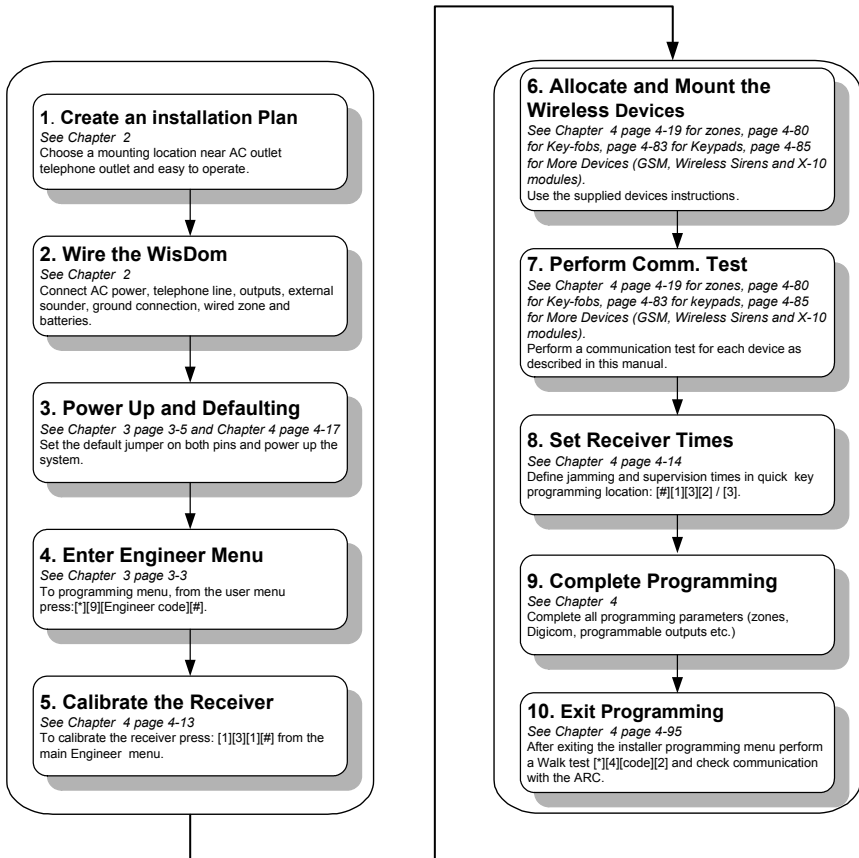 1. Create an installation Plan
See Chapter 2
Choose a mounting location near AC outlet
telephone outlet and easy to operate.
2. Wire the WisDom
See Chapter 2
Connect AC power, telephone line, outputs, external
sounder, ground connection, wired zone and
batteries.
3. Power Up and Defaulting
See Chapter 3 page 3-5 and Chapter 4 page 4-17
Set the default jumper on both pins and power up the
system.
4. Enter Engineer Menu
See Chapter 3 page 3-3
To programming menu, from the user menu
press:[*][9][Engineer code][#].
5. Calibrate the Receiver
See Chapter 4 page 4-13
To calibrate the receiver press: [1][3][1][#] from the
main Engineer menu.
6. Allocate and Mount the
Wireless Devices
See Chapter 4 page 4-19 for zones, page 4-80
for Key-fobs, page 4-83 for Keypads, page 4-85
for More Devices (GSM, Wireless Sirens and X-10
modules).
Use the supplied devices instructions.
7. Perform Comm. Test
See Chapter 4 page 4-19 for zones, page 4-80
for Key-fobs, page 4-83 for keypads, page 4-85
for More Devices (GSM, Wireless Sirens and X-10
modules).
Perform a communication test for each device as
described in this manual.
8. Set Receiver Times
See Chapter 4 page 4-14
Define jamming and supervision times in quick key
programming location: [#][1][3][2] / [3].
9. Complete Programming
See Chapter 4
Complete all programming parameters (zones,
Digicom, programmable outputs etc.)
10. Exit Programming
See Chapter 4 page 4-95
After exiting the installer programming menu perform
a Walk test [*][4][code][2] and check communication
with the ARC.